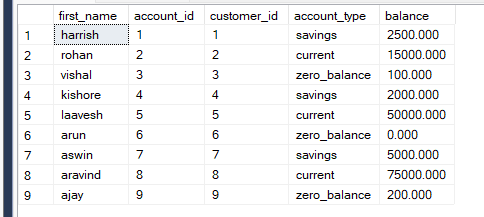 first_name account_id customer_id account_type balance
1 harrish 1 1 savings 2500.000
2 rohan 2 2 current 15000.000
3 vishal 3 3 zero_balance 100.000
4 kishore 4 4 savings 2000.000
5 laavesh 5 5 current 50000.000
6 arun 6 6 zero_balance 0.000
7 aswin 7 7 savings 5000.000
8 aravind 8 8 current 75000.000
9 ajay 9 9 zero_balance 200.000